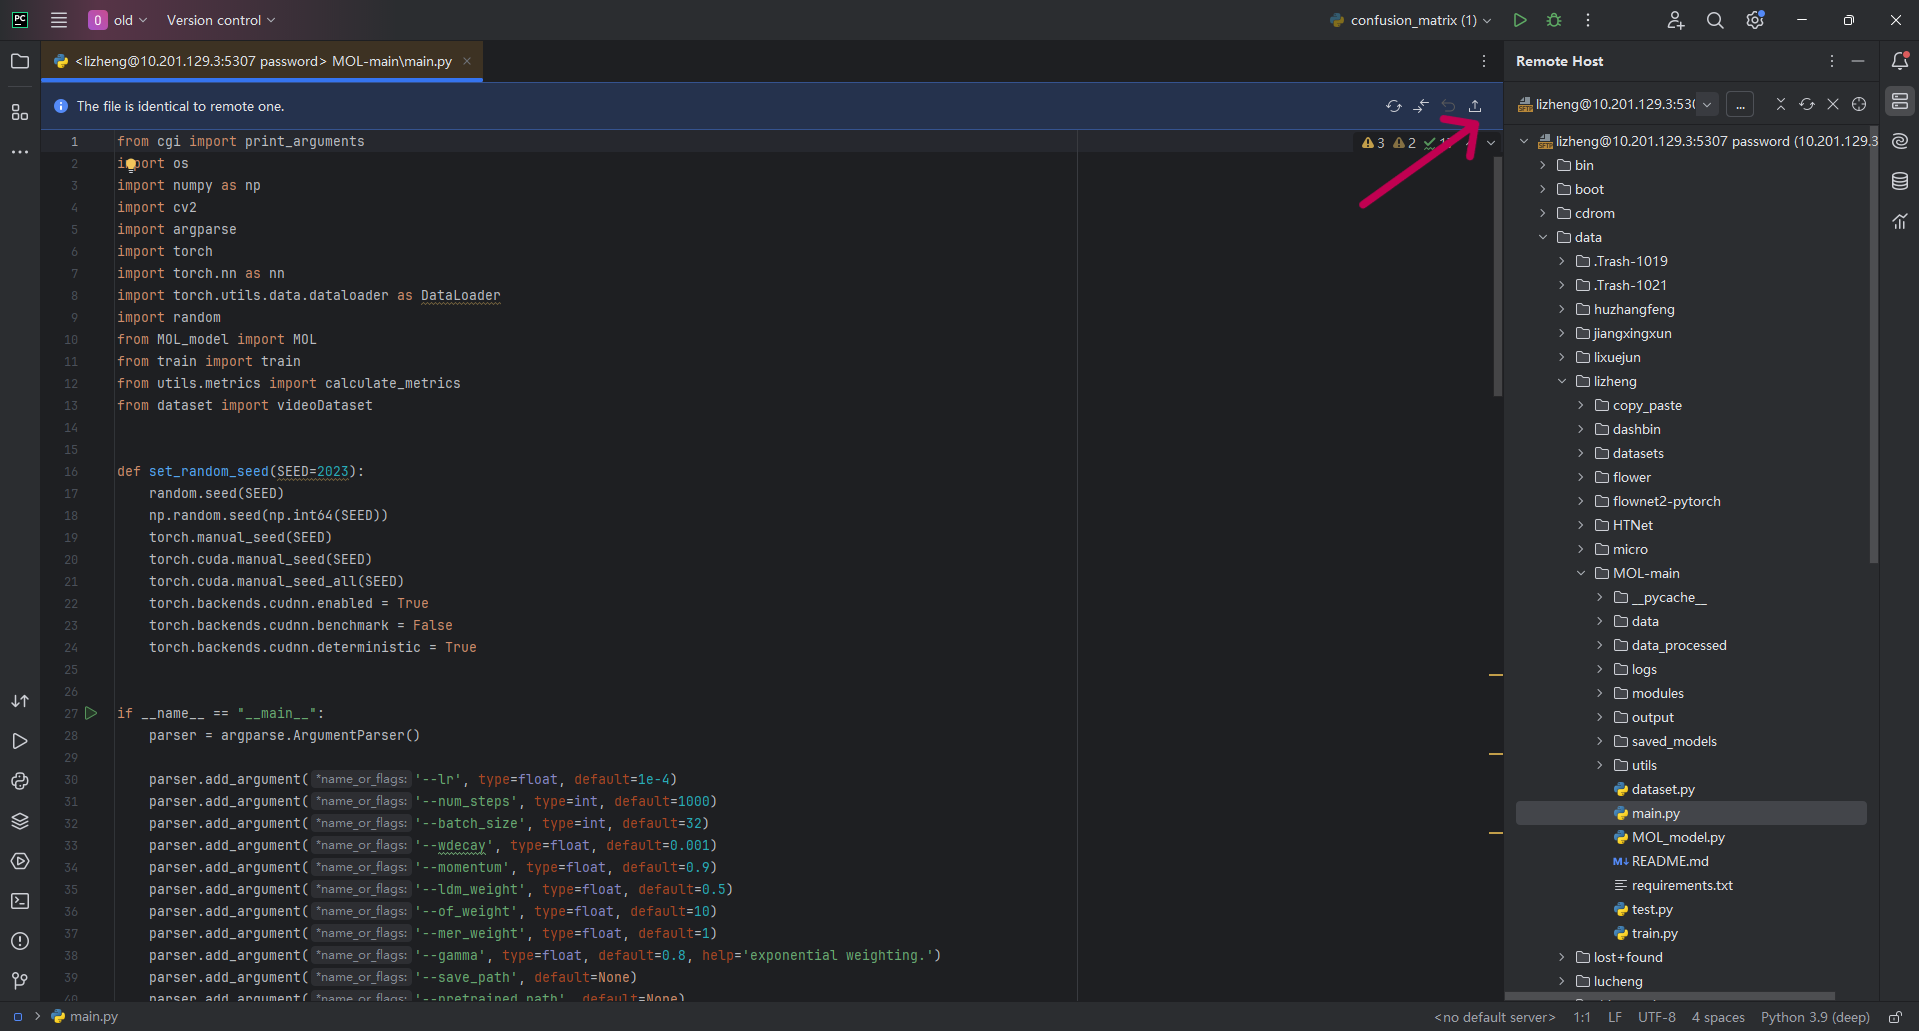 PC
O old Version control
confusion_matrix (1)
<lizheng@10.201.129.3:5307 password> MOL-main\main.py
Remote Host
The file is identical to remote one.
lizheng@10.201.129.3:530
...
1 from cgi import print_arguments
3 2
2 import os
3 import numpy as np
4 import cv2
5 import argparse
6 import torch
7 import torch.nn as nn
8 import torch.utils.data.dataloader as DataLoader
9 import random
10 from MOL_model import MOL
11 from train import train
12 from utils.metrics import calculate_metrics
13 from dataset import videoDataset
14
15
16 def set_random_seed(SEED=2023):
17 random.seed(SEED)
18 np.random.seed(np.int64(SEED))
19 torch.manual_seed(SEED)
20 torch.cuda.manual_seed(SEED)
21 torch.cuda.manual_seed_all(SEED)
22 torch.backends.cudnn.enabled = True
23 torch.backends.cudnn.benchmark = False
24 torch.backends.cudnn.deterministic = True
25
26
27 if __name__ == "__main__":
28 parser = argparse.ArgumentParser()
29
30 parser.add_argument( *name_or_flags: '--lr', type=float, default=1e-4)
31 parser.add_argument( *name_or_flags: '--num_steps', type=int, default=1000)
32 parser.add_argument( *name_or_flags: '--batch_size', type=int, default=32)
33 parser.add_argument( *name_or_flags: '--wdecay', type=float, default=0.001)
34 parser.add_argument( *name_or_flags: '--momentum', type=float, default=0.9)
35 parser.add_argument( *name_or_flags: '--ldm_weight', type=float, default=0.5)
36 parser.add_argument( *name_or_flags: '--of_weight', type=float, default=10)
37 parser.add_argument( *name_or_flags: '--mer_weight', type=float, default=1)
38 parser.add_argument( *name_or_flags: '--gamma', type=float, default=0.8, help='exponential weighting.')
39 parser.add_argument( *name_or_flags: '--save_path', default=None)
40 parser.add_argument( *name_or_flags: '--pretrained_path', default=None)
lizheng@10.201.129.3:5307 password (10.201.129.3
bin
boot
cdrom
data
.Trash-1019
.Trash-1021
huzhangfeng
jiangxingxun
lixuejun
lizheng
copy_paste
dashbin
datasets
flower
flownet2-pytorch
HTNet
micro
MOL-main
__pycache__
data
data_processed
logs
modules
output
saved_models
utils
dataset.py
main.py
MOL_model.py
M↓ README.md
requirements.txt
test.py
train.py
lost+found
lucheng
main.py
<no default server> 1:1 LF UTF-8 4 spaces Python 3.9 (deep)